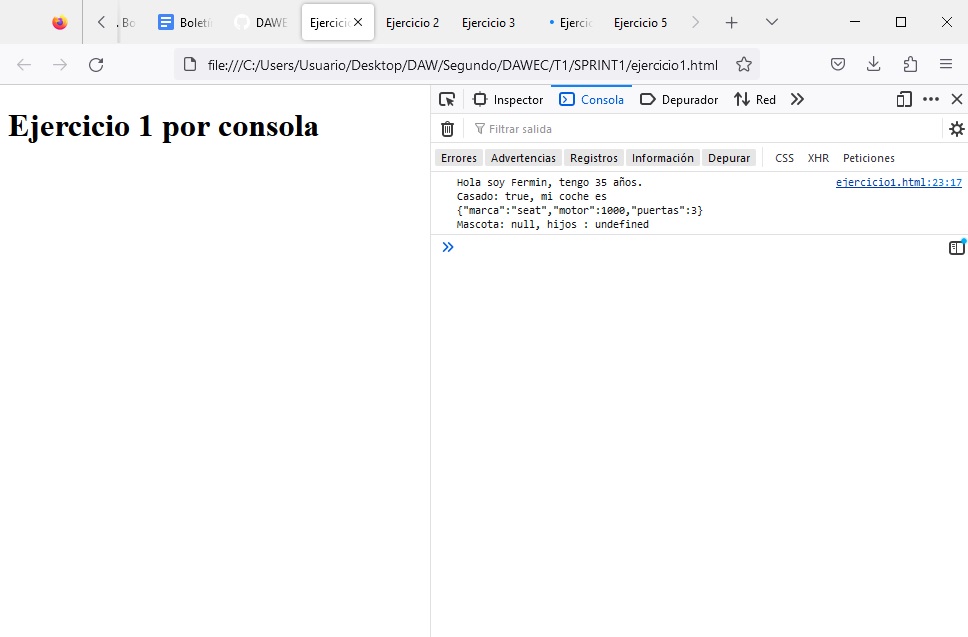 Bo
Boletí
DAWE
Ejercici
Ejercicio 2
Ejercicio 3
Ejercic
Ejercicio 5
file:///C:/Users/Usuario/Desktop/DAW/Segundo/DAWEC/T1/SPRINT1/ejercicio1.html
Ejercicio 1 por consola
Inspector
Consola
Depurador
Red
Filtrar salida
Errores
Advertencias
Registros
Información
Depurar
CSS
XHR
Peticiones
Hola soy Fermin, tengo 35 años.
ejercicio1.html:23:17
Casado: true, mi coche es
{"marca":"seat","motor":1000,"puertas":3}
Mascota: null, hijos : undefined